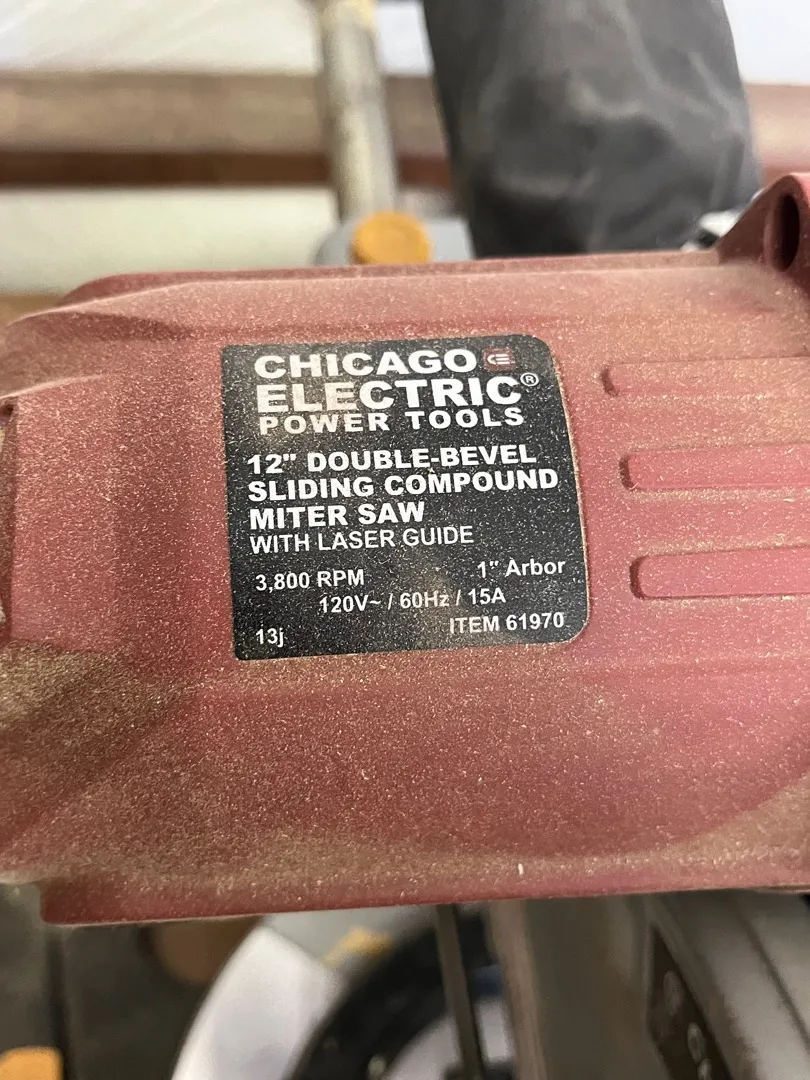 CHICAGO
ELECTRIC®
POWER TOOLS
12" DOUBLE-BEVEL
SLIDING COMPOUND
MITER SAW
WITH LASER GUIDE
3,800 RPM 1" Arbor
120V~ / 60Hz / 15A
13j ITEM 61970